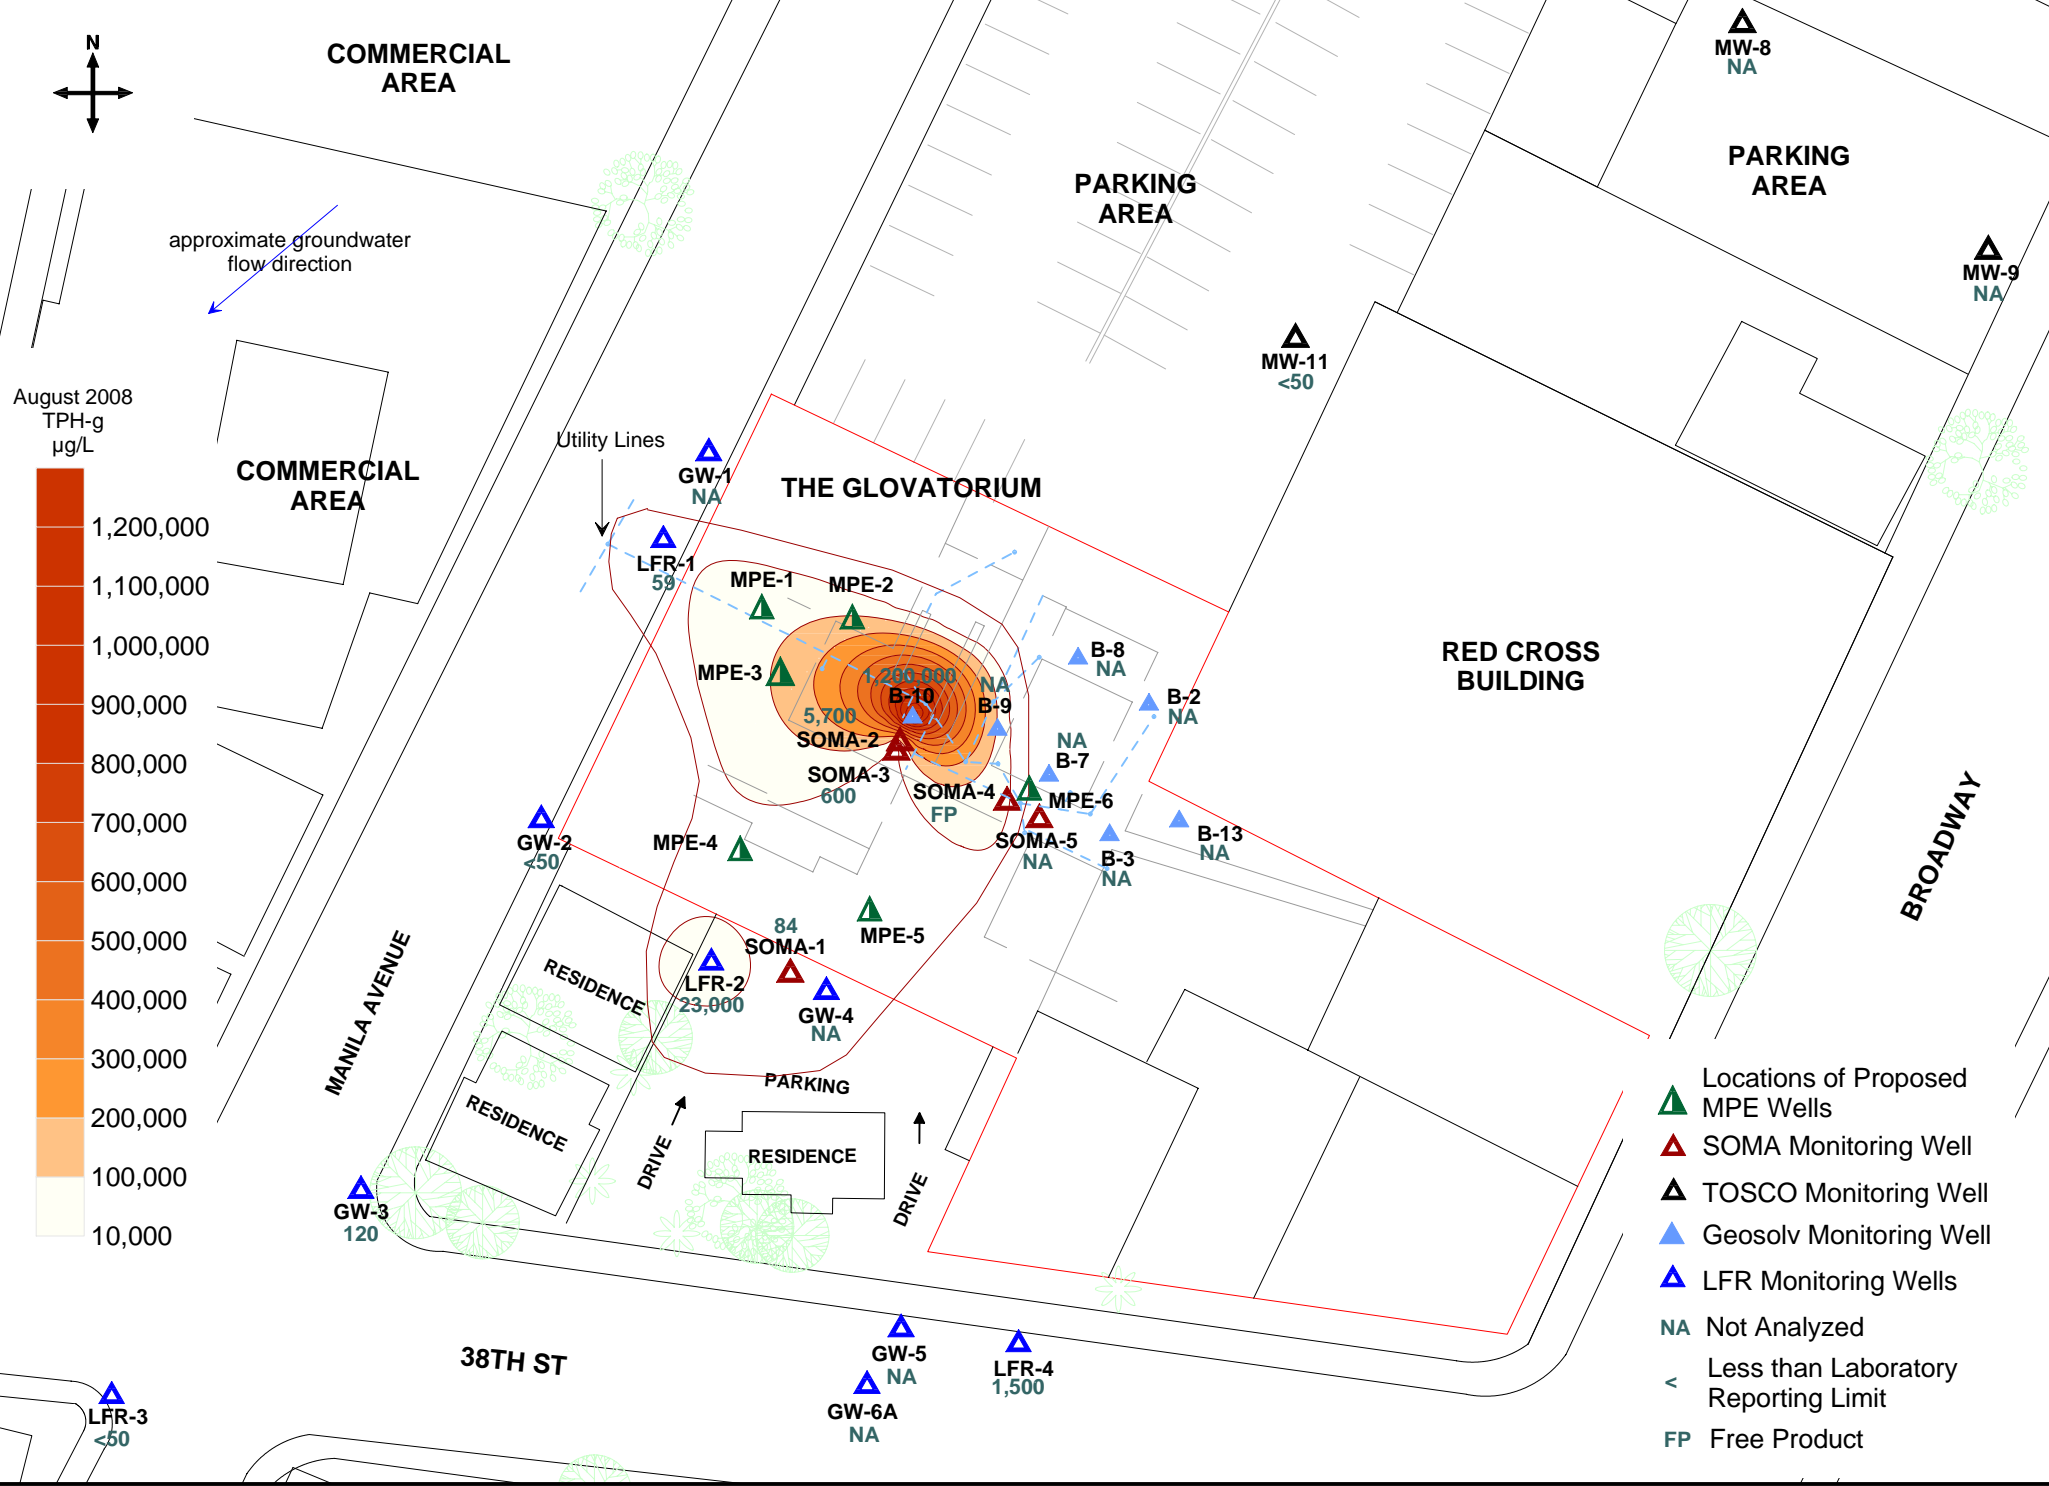 N
COMMERCIAL
AREA
MW-8
NA
PARKING
AREA
PARKING
AREA
approximate groundwater
flow direction
MW-9
NA
MW-11
<50
August 2008
TPH-g
µg/L
Utility Lines
COMMERCIAL
AREA
GW-1
NA
THE GLOVATORIUM
1,200,000
1,100,000
1,000,000
900,000
800,000
700,000
600,000
500,000
400,000
300,000
200,000
100,000
10,000
LFR-1
59
MPE-1
MPE-2
MPE-3
1,200,000
B-10
5,700
SOMA-2
SOMA-3
600
NA
B-9
B-8
NA
B-2
NA
NA
B-7
SOMA-4
FP
MPE-6
SOMA-5
NA
B-3
NA
B-13
NA
RED CROSS
BUILDING
BROADWAY
GW-2
<50
MPE-4
MPE-5
84
SOMA-1
LFR-2
23,000
GW-4
NA
MANILA AVENUE
RESIDENCE
RESIDENCE
PARKING
DRIVE
RESIDENCE
DRIVE
GW-3
120
38TH ST
GW-5
NA
LFR-4
1,500
GW-6A
NA
LFR-3
<50
Locations of Proposed
MPE Wells
SOMA Monitoring Well
TOSCO Monitoring Well
Geosolv Monitoring Well
LFR Monitoring Wells
NA Not Analyzed
< Less than Laboratory
Reporting Limit
FP Free Product